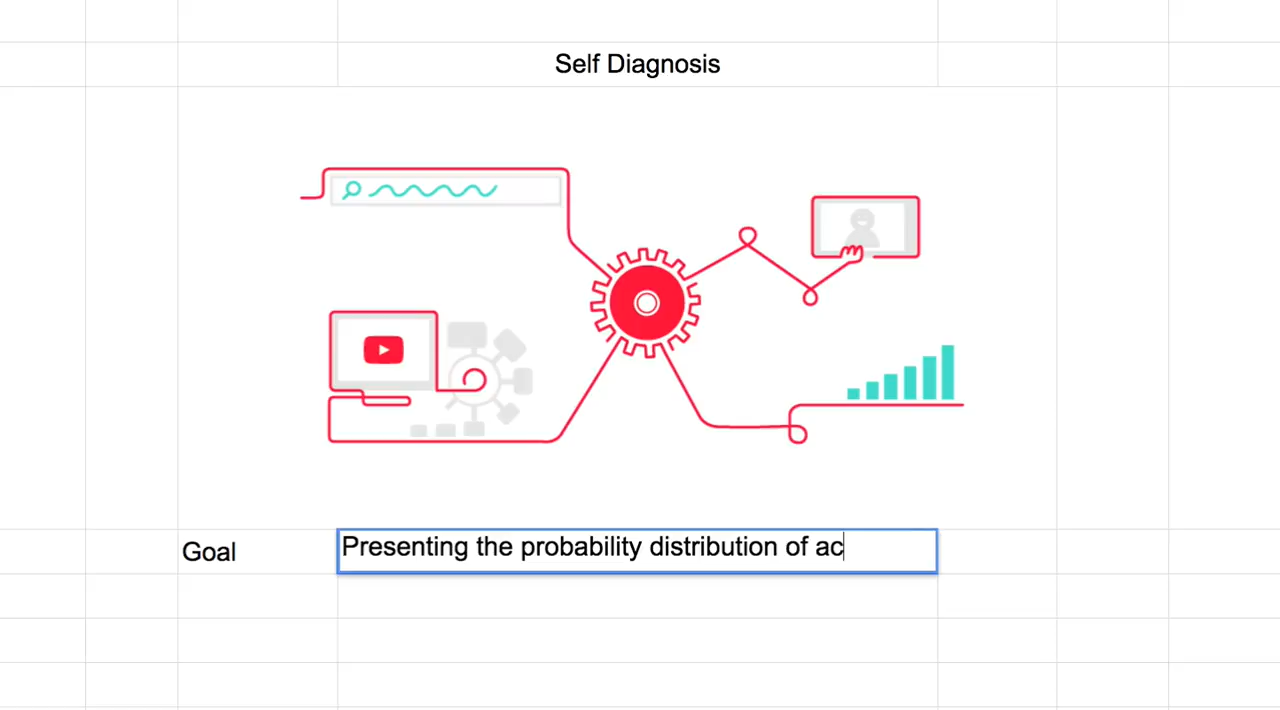 Self Diagnosis
Goal
Presenting the probability distribution of ac